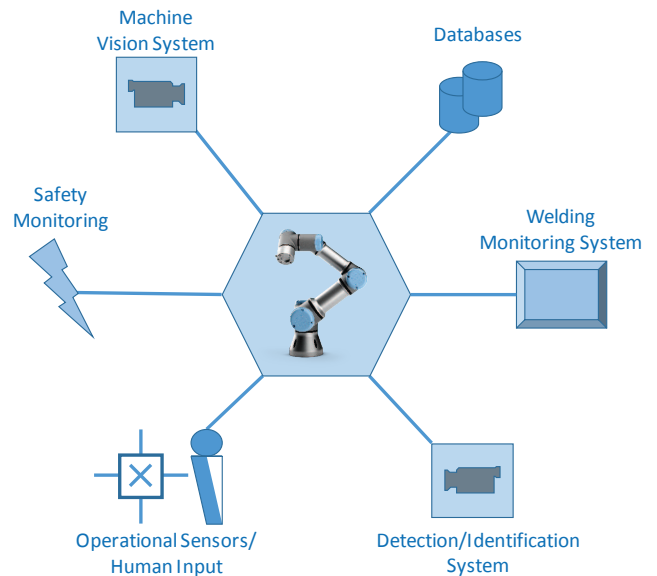 Machine
Vision System
Databases
Safety
Monitoring
Welding
Monitoring System
Operational Sensors/
Human Input
Detection/Identification
System